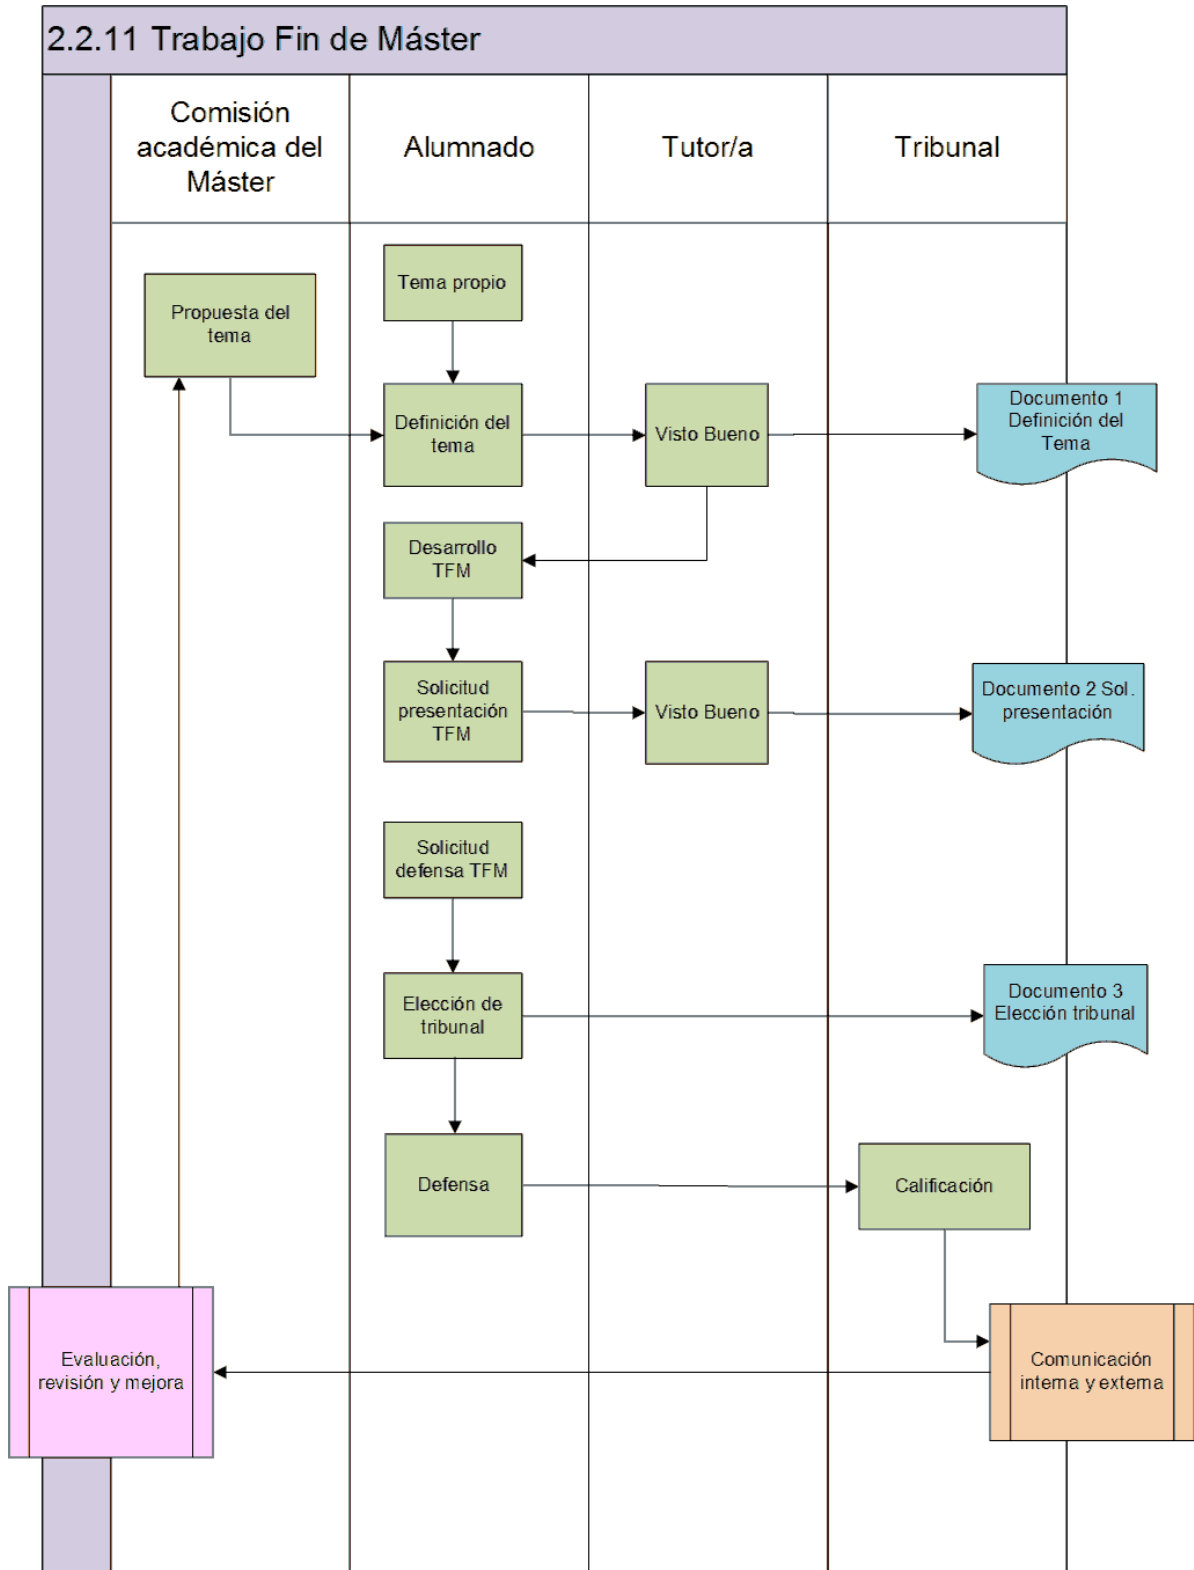 2.2.11 Trabajo Fin de Máster
Comisión
académica del
Máster
Alumnado
Tutor/a
Tribunal
Tema propio
Propuesta del
tema
Definición del
tema
Visto Bueno
Documento 1
Definición del
Tema
Desarrollo
TFM
Solicitud
presentación
TFM
Visto Bueno
Documento 2 Sol.
presentación
Solicitud
defensa TFM
Elección de
tribunal
Documento 3
Elección tribunal
Defensa
Calificación
Evaluación,
revisión y mejora
Comunicación
interna y externa